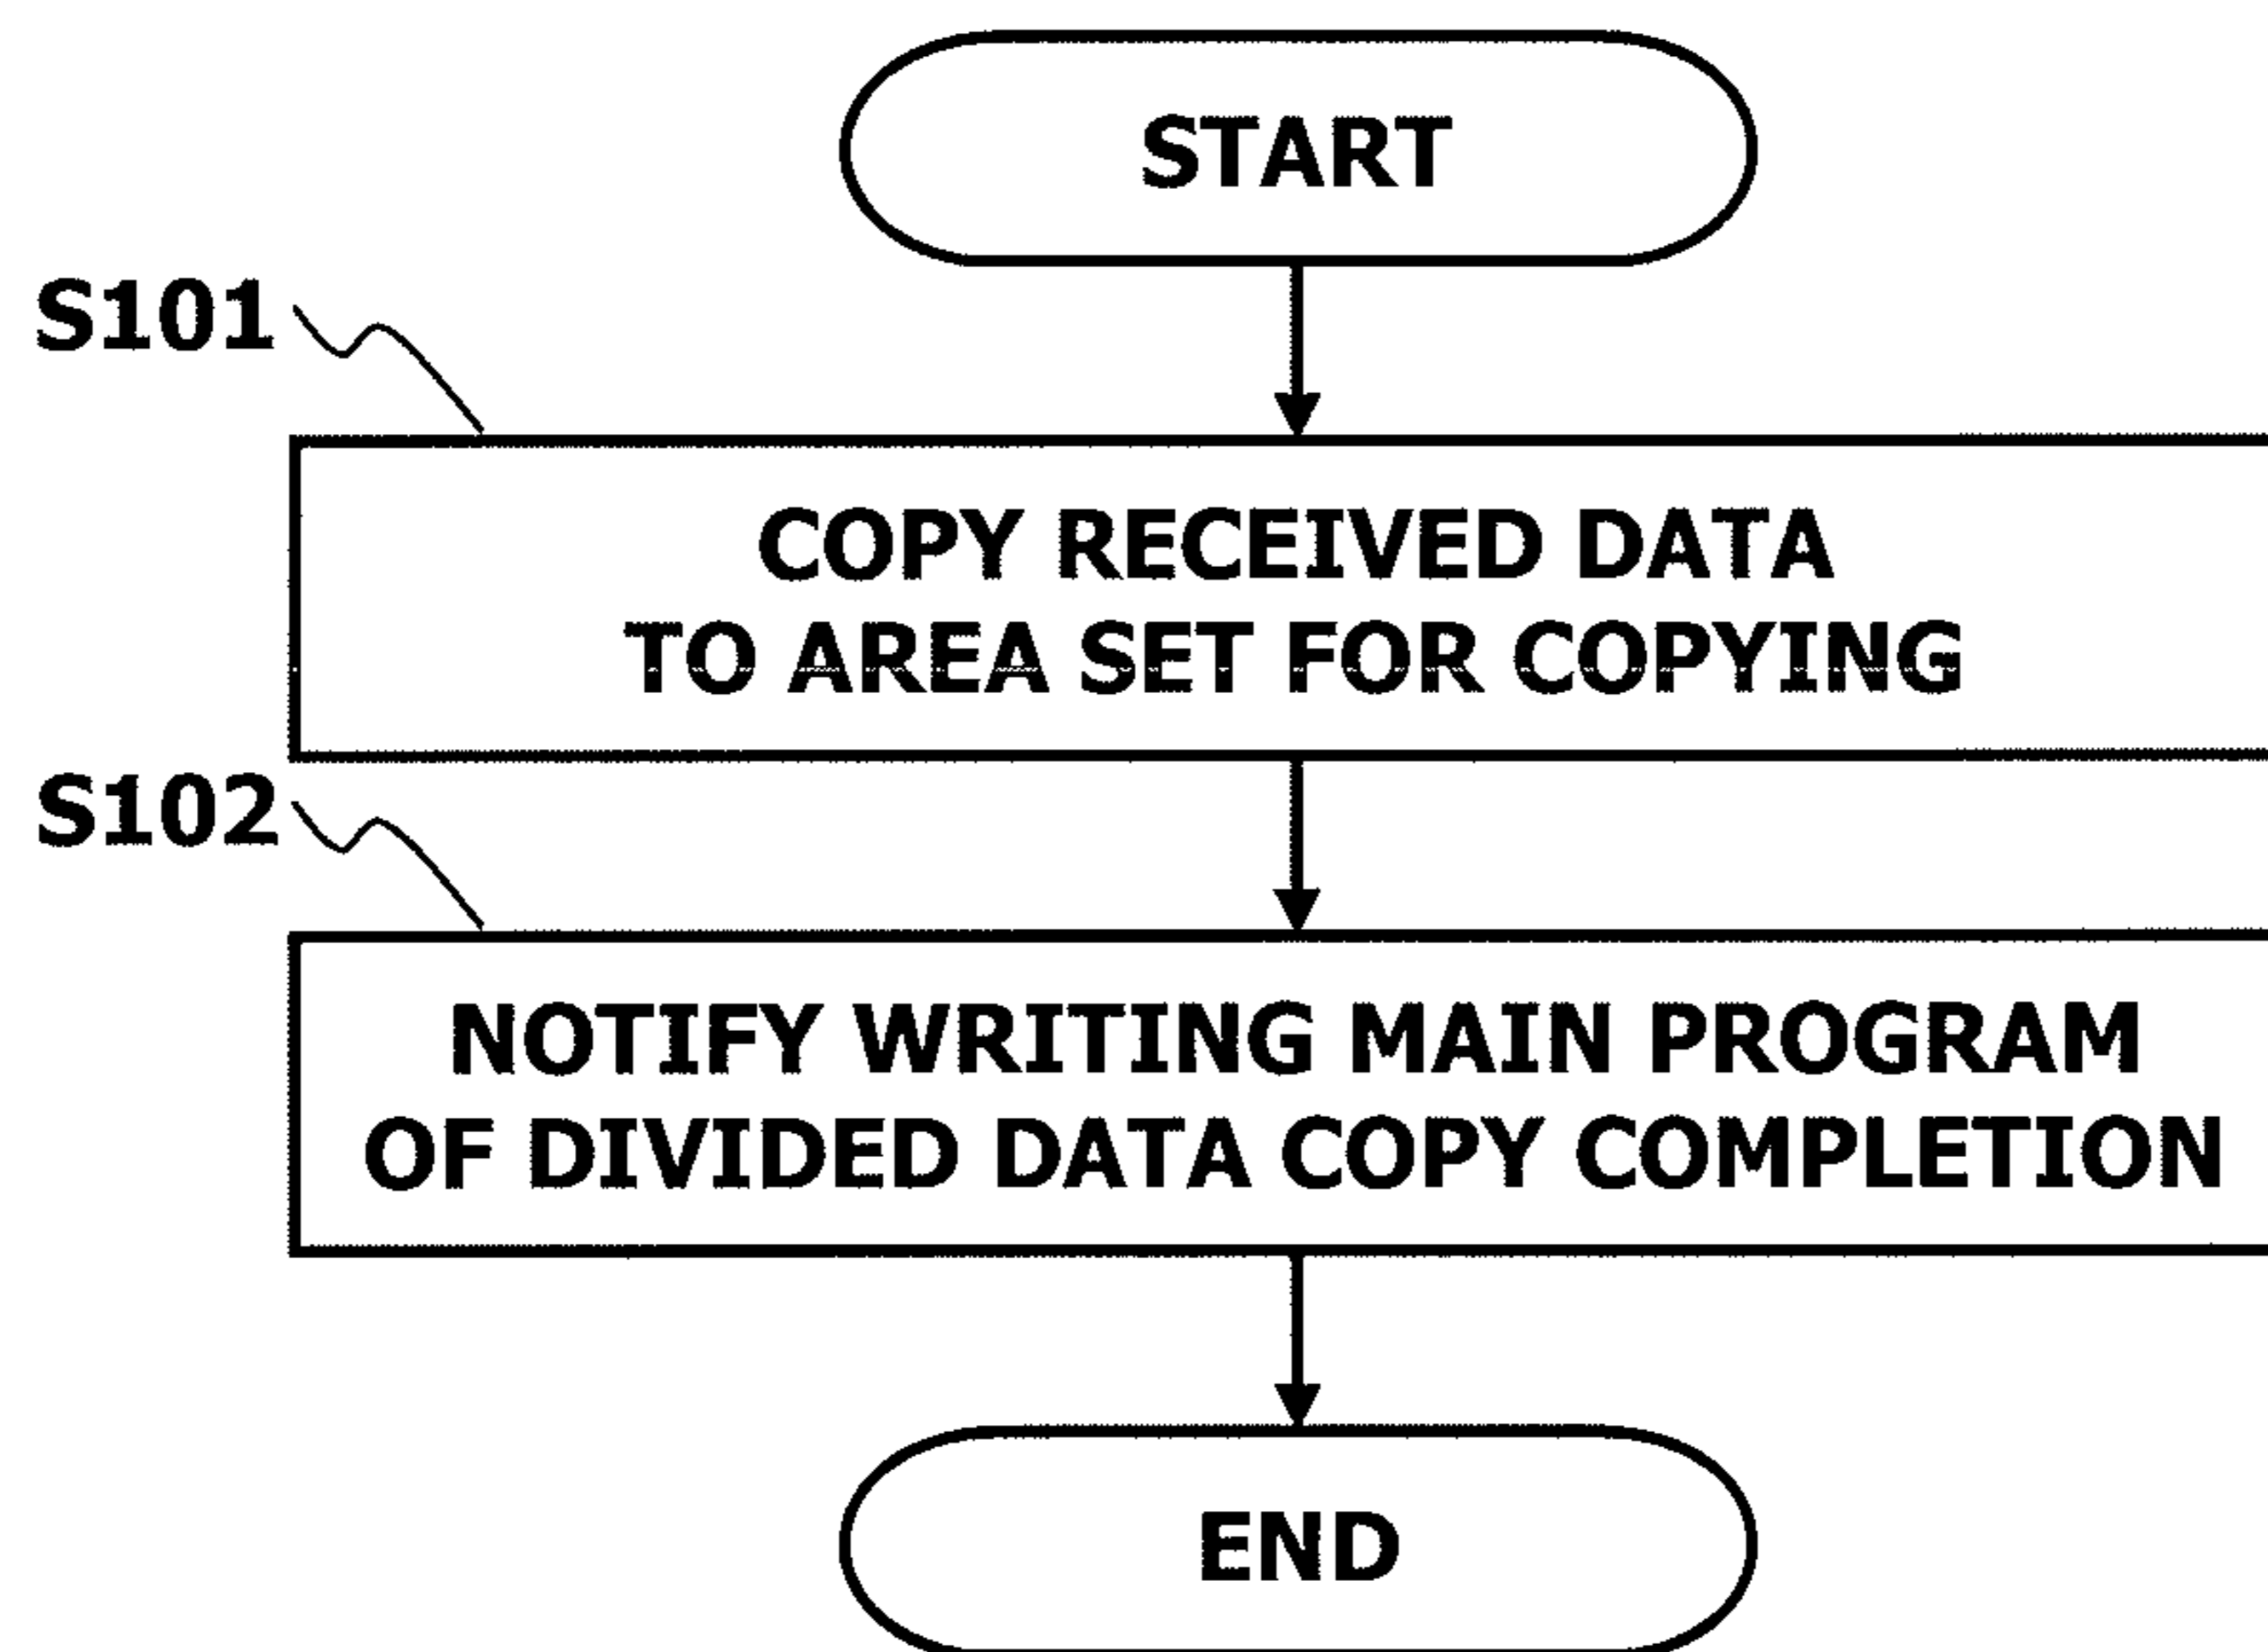 START
S101
COPY RECEIVED DATA
TO AREA SET FOR COPYING
S102
NOTIFY WRITING MAIN PROGRAM
OF DIVIDED DATA COPY COMPLETION
END